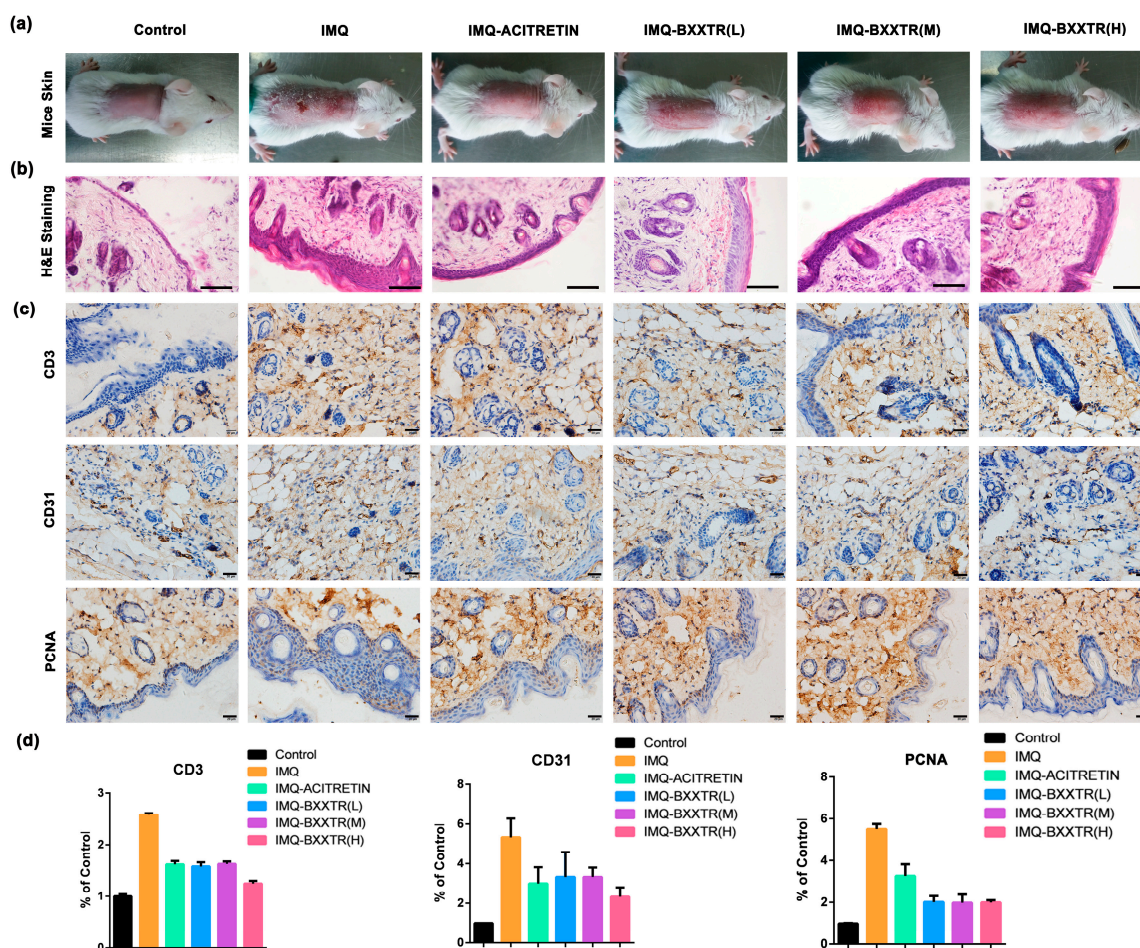 (a)
Control
IMQ
IMQ-ACITRETIN
IMQ-BXXTR(L)
IMQ-BXXTR(M)
IMQ-BXXTR(H)
Mice Skin
(b)
H&E Staining
(c)
CD3
CD31
PCNA
(d)
CD3
% of Control
3
2
1
0
Control
IMQ
IMQ-ACITRETIN
IMQ-BXXTR(L)
IMQ-BXXTR(M)
IMQ-BXXTR(H)
CD31
% of Control
8
6
4
2
0
Control
IMQ
IMQ-ACITRETIN
IMQ-BXXTR(L)
IMQ-BXXTR(M)
IMQ-BXXTR(H)
PCNA
% of Control
8
6
4
2
0
Control
IMQ
IMQ-ACITRETIN
IMQ-BXXTR(L)
IMQ-BXXTR(M)
IMQ-BXXTR(H)